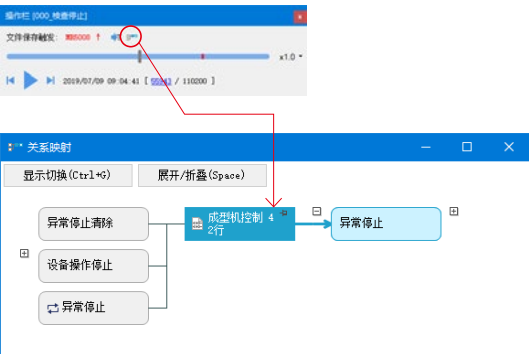 操作栏 [000_检查停止]
文件保存触发: MR5008 ↑
x1.0
2019/07/09 09:04:41 [ / 110200 ]
关系映射
显示切换(Ctrl+G) 展开/折叠(Space)
异常停止清除 成型机控制 4
2行 异常停止
设备操作停止
异常停止